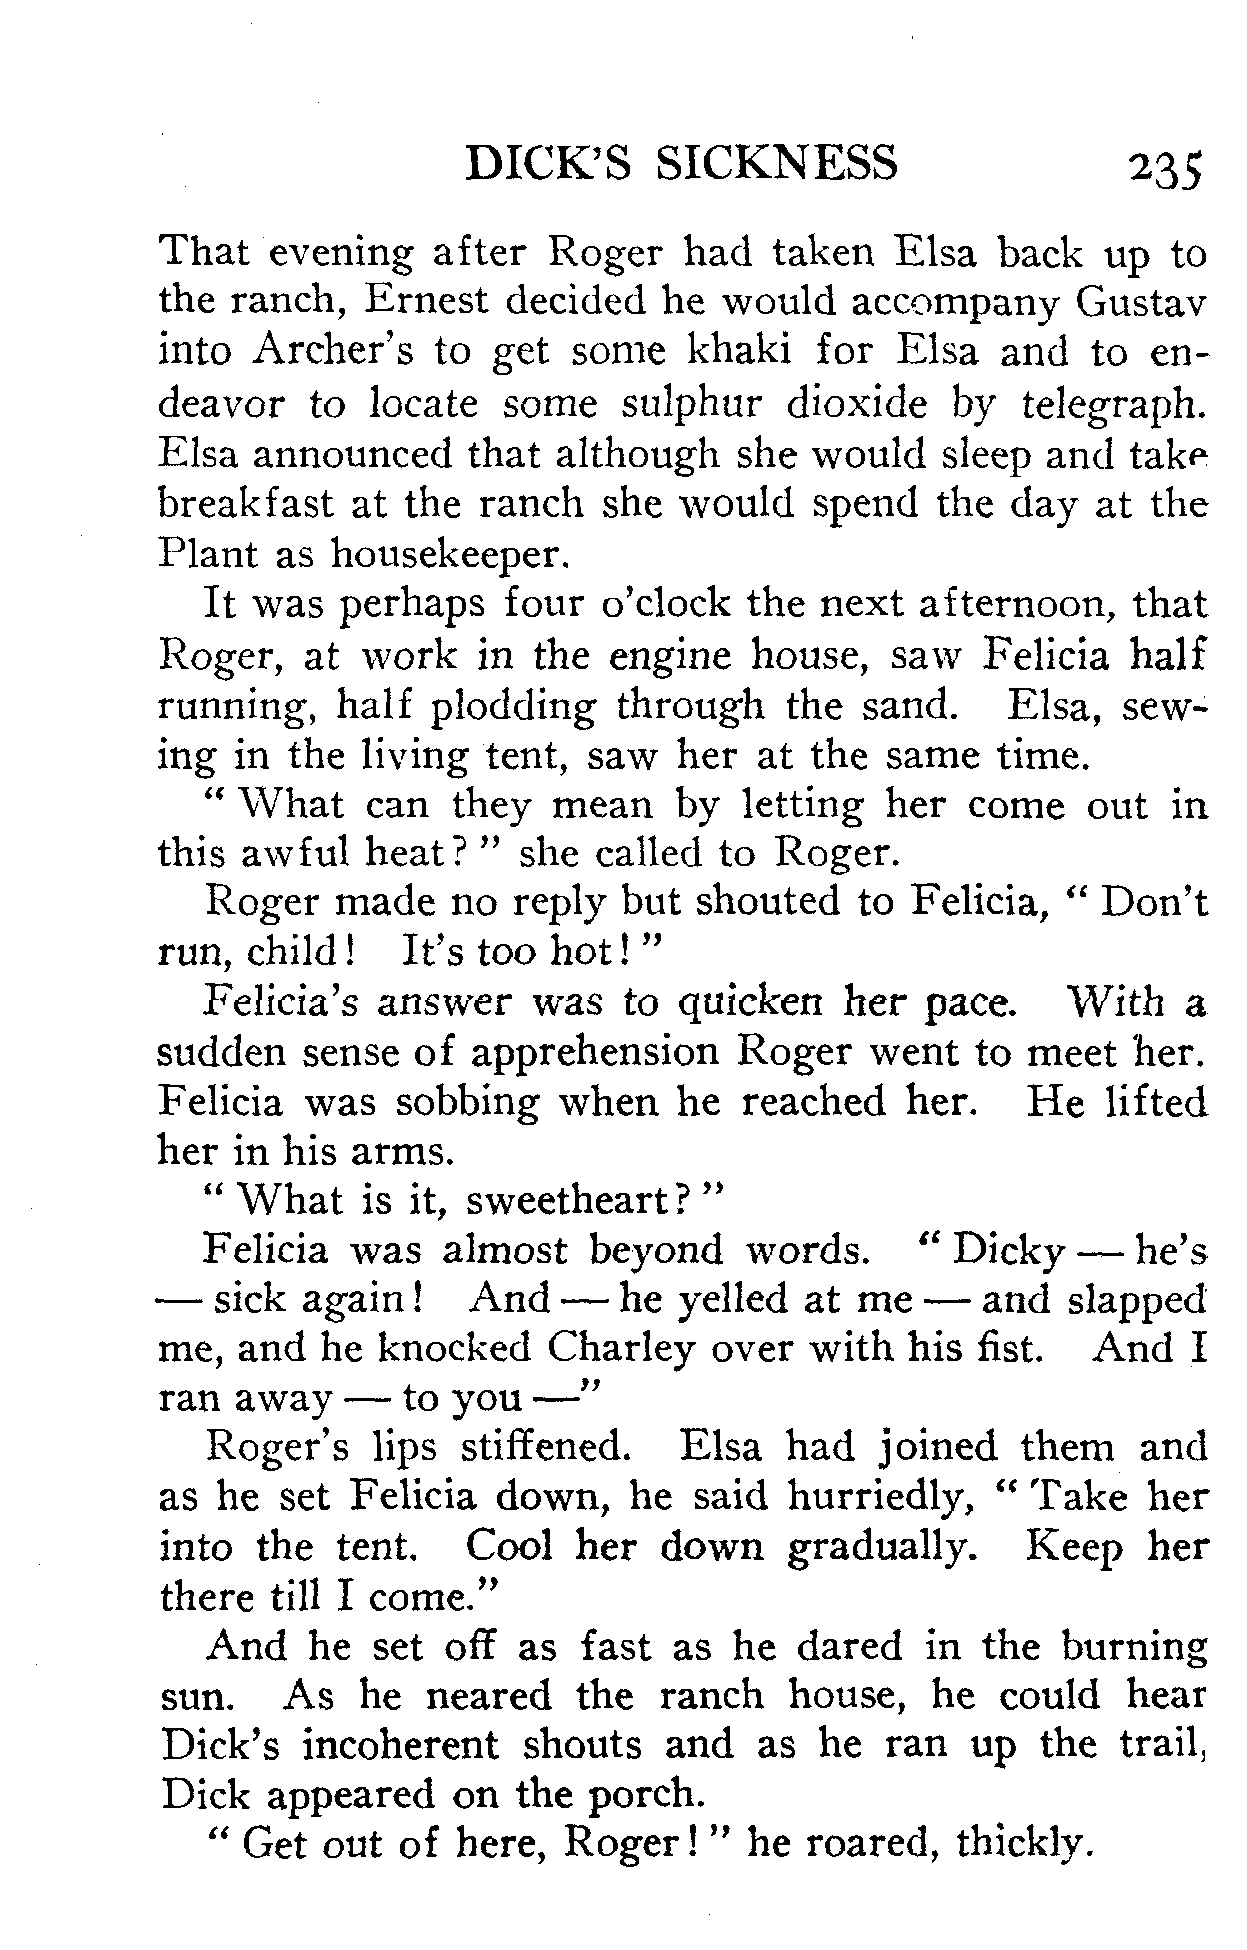 DICK'S SICKNESS 235
That evening after Roger had taken Elsa back up to
the ranch, Ernest decided he would accompany Gustav
into Archer's to get some khaki for Elsa and to en-
deavor to locate some sulphur dioxide by telegraph.
Elsa announced that although she would sleep and take
breakfast at the ranch she would spend the day at the
Plant as housekeeper.
It was perhaps four o'clock the next afternoon, that
Roger, at work in the engine house, saw Felicia half
running, half plodding through the sand. Elsa, sew-
ing in the living tent, saw her at the same time.
" What can they mean by letting her come out in
this awful heat? " she called to Roger.
Roger made no reply but shouted to Felicia, " Don't
run, child! It's too hot! "
Felicia's answer was to quicken her pace. With a
sudden sense of apprehension Roger went to meet her.
Felicia was sobbing when he reached her. He lifted
her in his arms.
" What is it, sweetheart? "
Felicia was almost beyond words. " Dicky — he's
— sick again! And — he yelled at me — and slapped
me, and he knocked Charley over with his fist. And I
ran away — to you —"
Roger's lips stiffened. Elsa had joined them and
as he set Felicia down, he said hurriedly, " Take her
into the tent. Cool her down gradually. Keep her
there till I come."
And he set off as fast as he dared in the burning
sun. As he neared the ranch house, he could hear
Dick's incoherent shouts and as he ran up the trail,
Dick appeared on the porch.
" Get out of here, Roger! " he roared, thickly.